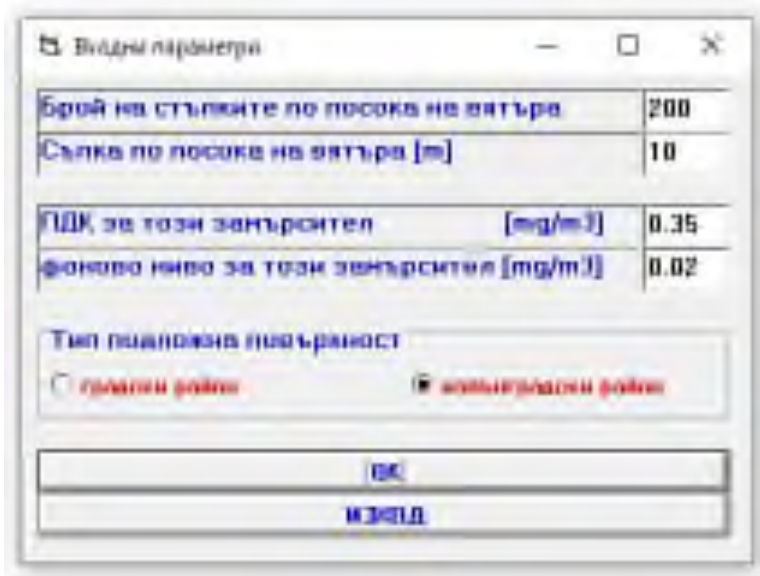 Входни параметри
Брой на стъпките по посока на вятъра 200
Съпка по посока на вятъра [m] 10
ПДК за този замърсител [mg/m3] 0.35
фоново ниво за този замърсител [mg/m3] 0.02
Тип подложна повърхност
градски район извънградски район
OK
ИЗХОД